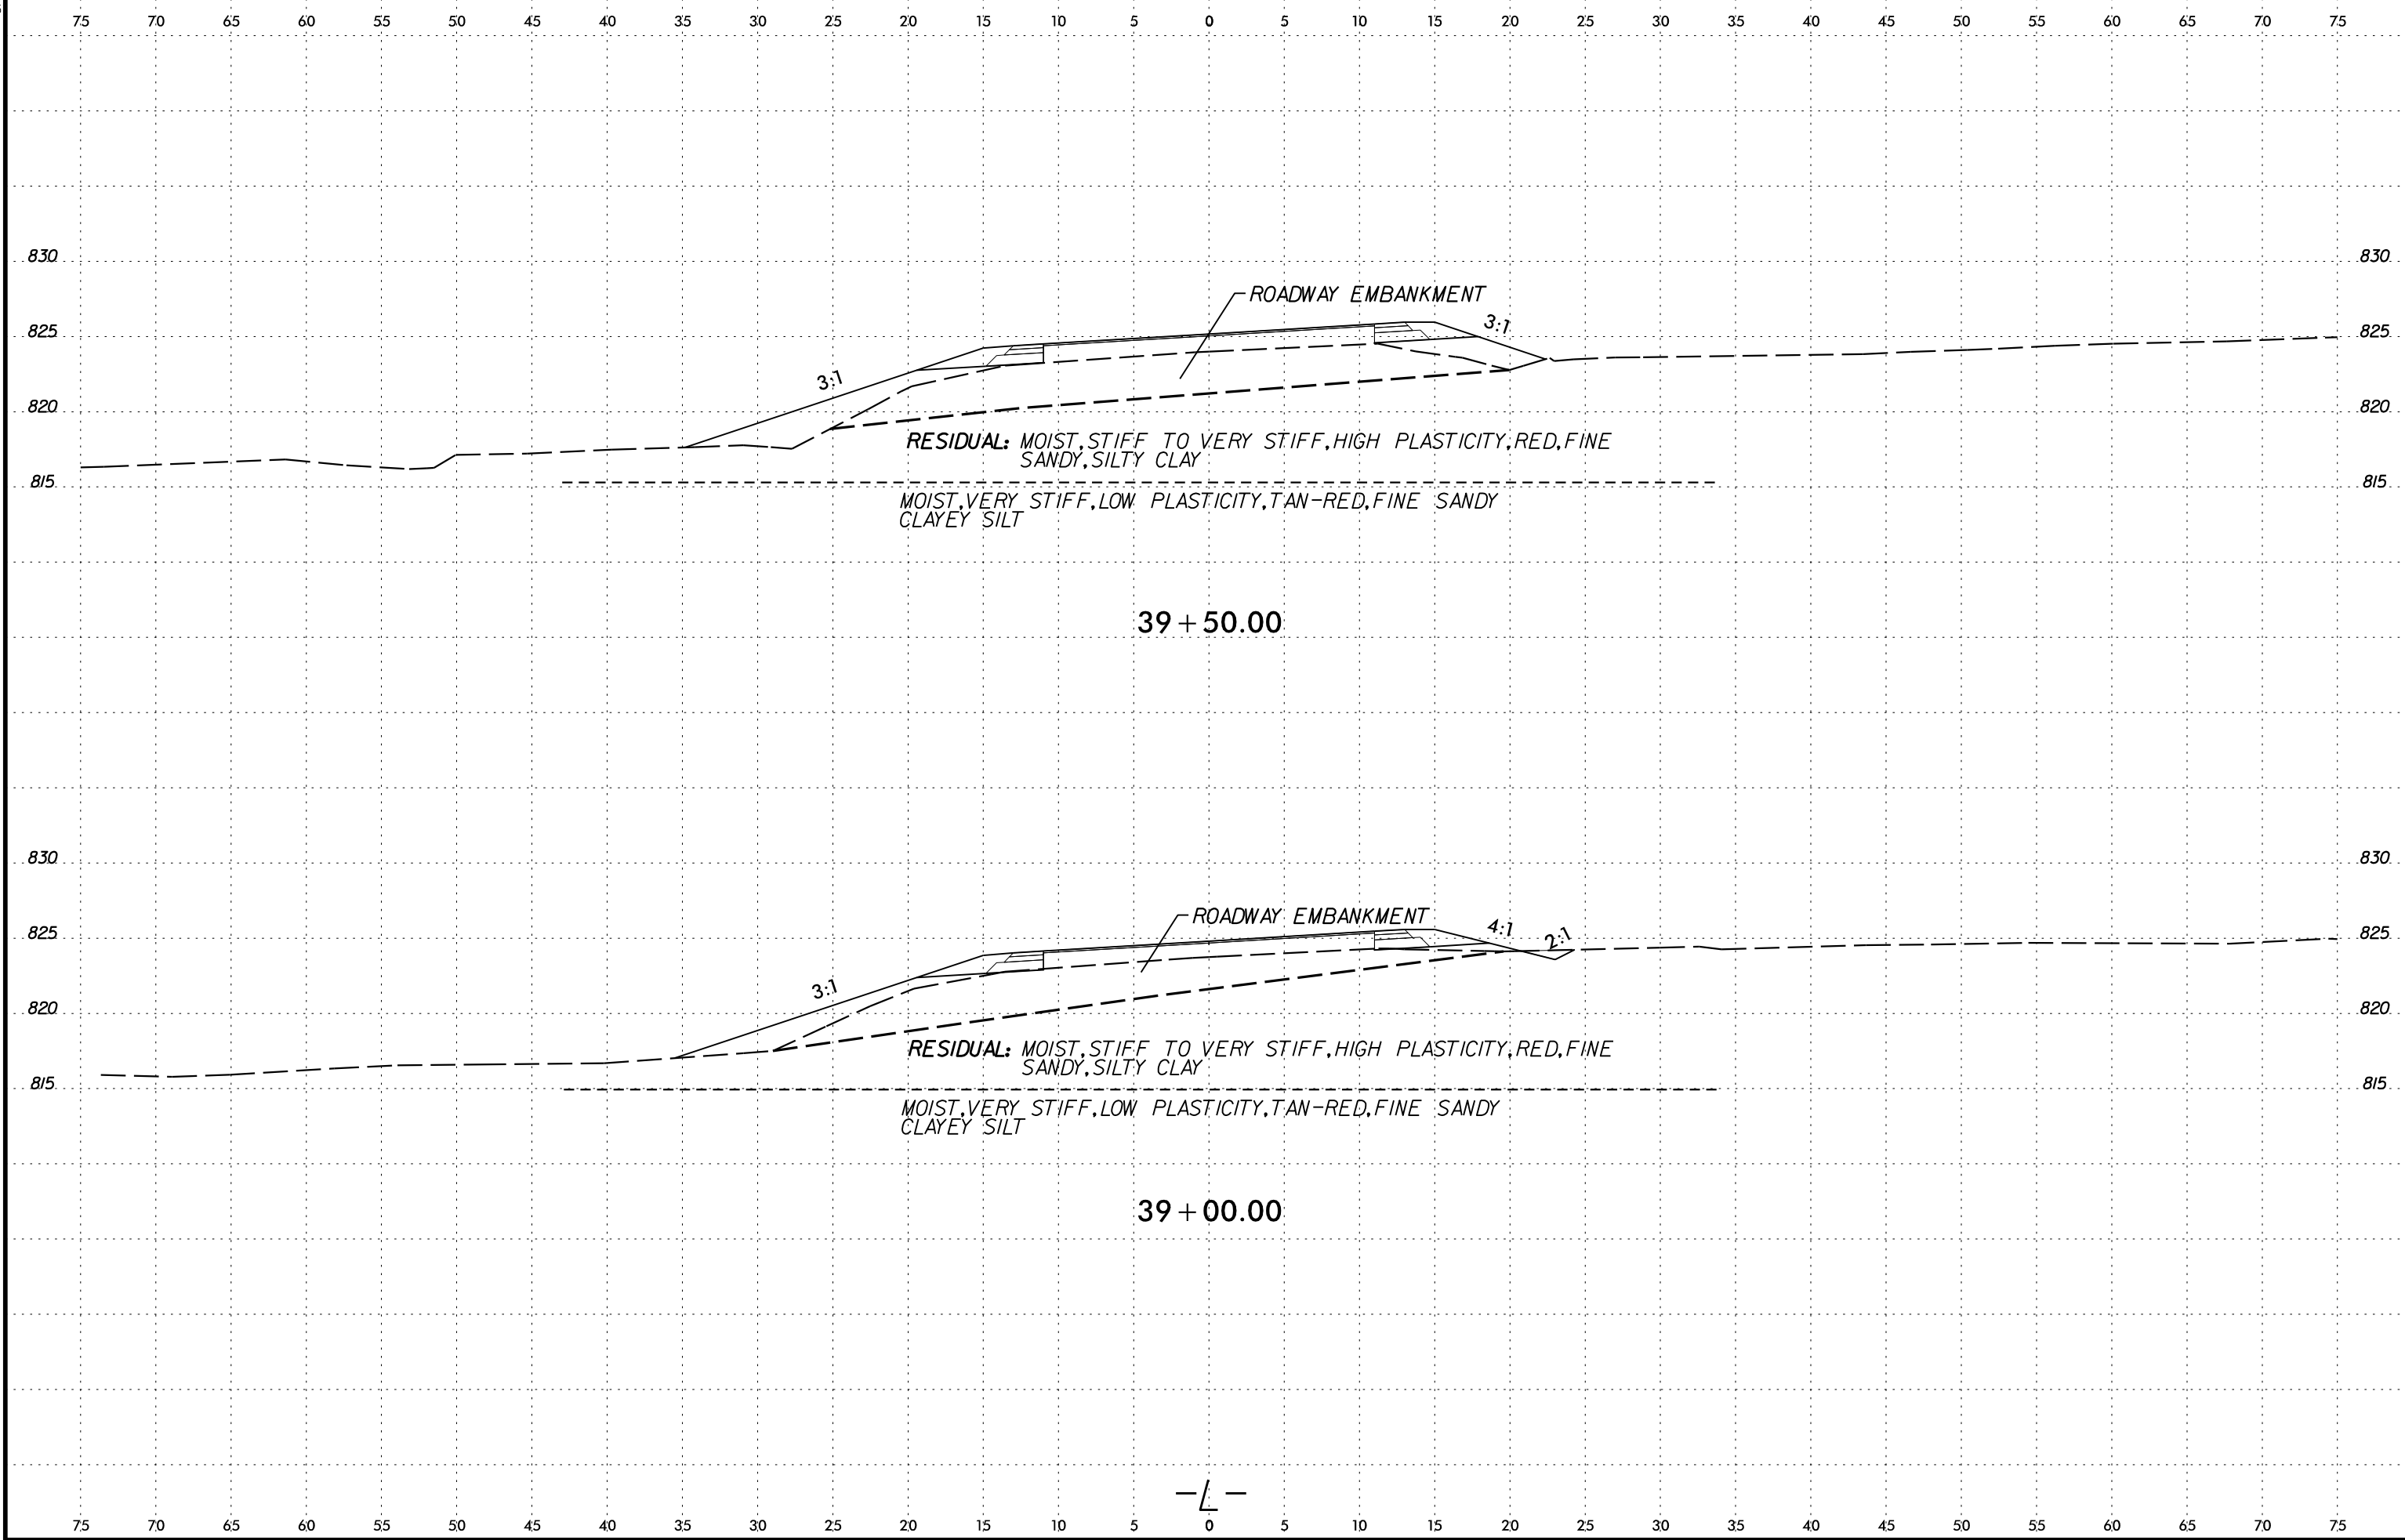 75 70 65 60 55 50 45 40 35 30 25 20 15 10 5 0 5 10 15 20 25 30 35 40 45 50 55 60 65 70 75
830 830
ROADWAY EMBANKMENT
825 3:1 825
3:1
820 820
RESIDUAL: MOIST, STIFF TO VERY STIFF, HIGH PLASTICITY, RED, FINE
SANDY, SILTY CLAY
815 815
MOIST, VERY STIFF, LOW PLASTICITY, TAN-RED, FINE SANDY
CLAYEY SILT
39+50.00
830 830
ROADWAY EMBANKMENT
825 4:1 2:1 825
3:1
820 820
RESIDUAL: MOIST, STIFF TO VERY STIFF, HIGH PLASTICITY, RED, FINE
SANDY, SILTY CLAY
815 815
MOIST, VERY STIFF, LOW PLASTICITY, TAN-RED, FINE SANDY
CLAYEY SILT
39+00.00
-L-
75 70 65 60 55 50 45 40 35 30 25 20 15 10 5 0 5 10 15 20 25 30 35 40 45 50 55 60 65 70 75